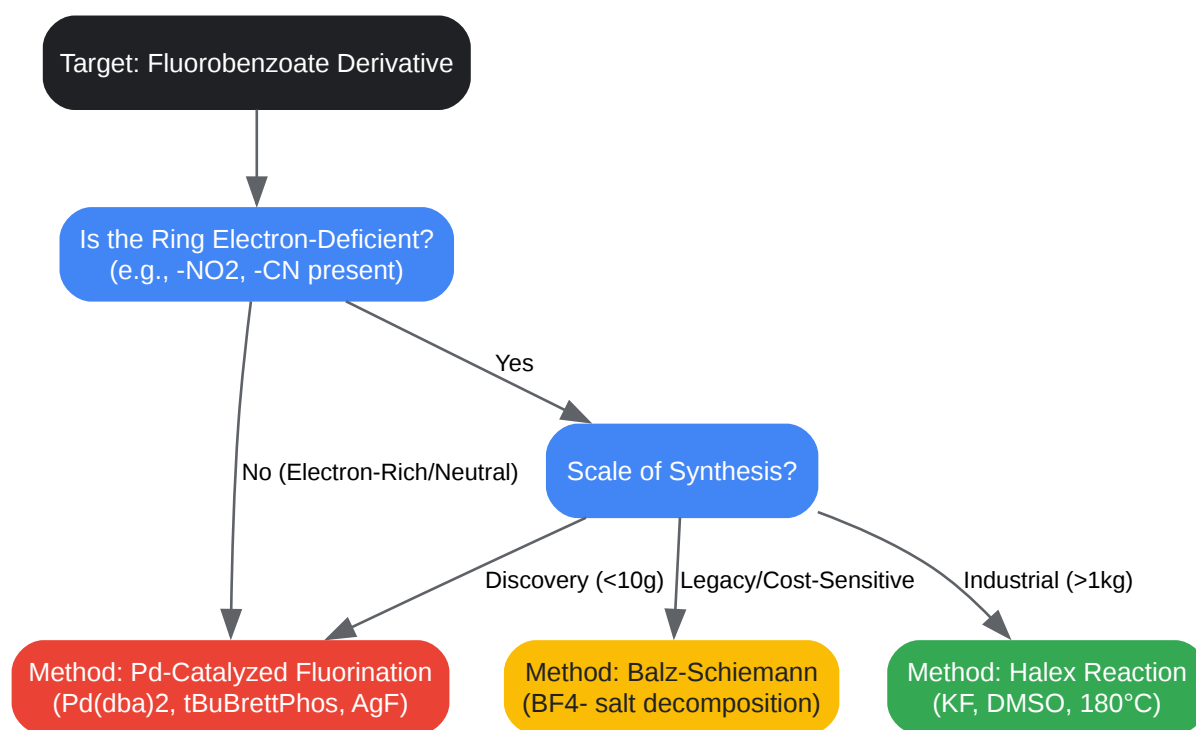 Target: Fluorobenzoate Derivative
Is the Ring Electron-Deficient?
(e.g., -NO2, -CN present)
Yes
No (Electron-Rich/Neutral)
Scale of Synthesis?
Discovery (<10g)
Legacy/Cost-Sensitive
Industrial (>1kg)
Method: Pd-Catalyzed Fluorination
(Pd(dba)2, tBuBrettPhos, AgF)
Method: Balz-Schiemann
(BF4- salt decomposition)
Method: Halex Reaction
(KF, DMSO, 180°C)